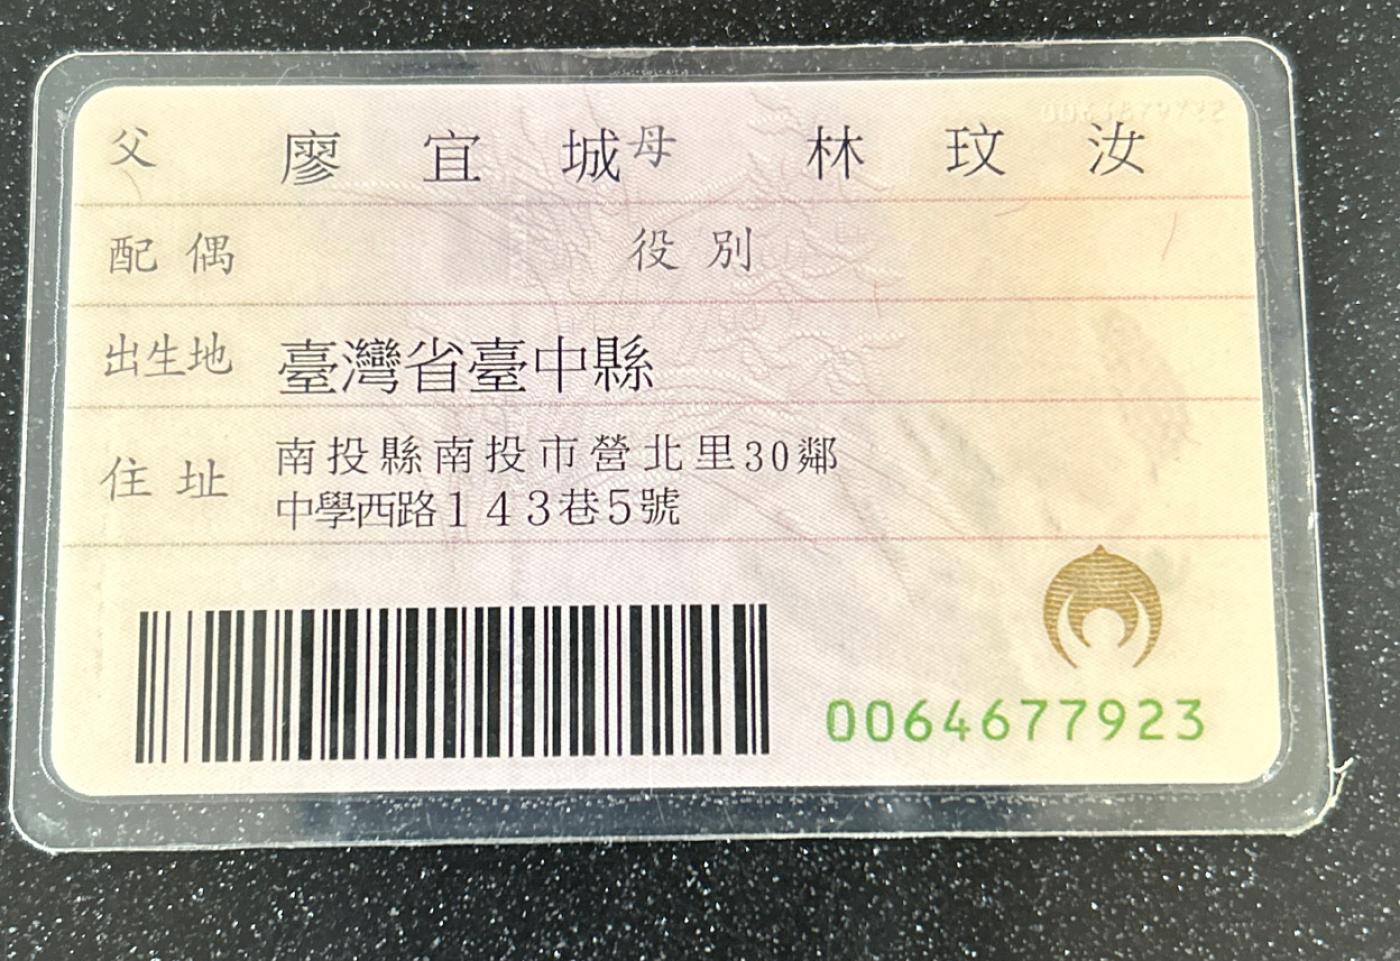 父 廖宜城 母 林玟汝
配偶 役別
出生地 臺灣省臺中縣
住址 南投縣南投市營北里30鄰
中學西路143巷5號
0064677923